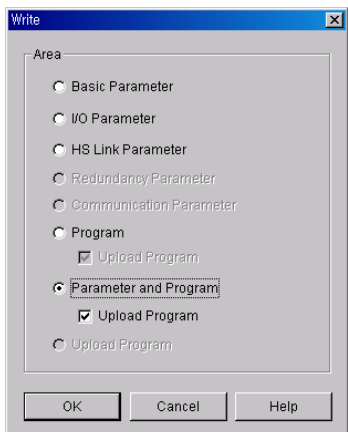 Write
Area
Basic Parameter
I/O Parameter
HS Link Parameter
Redundancy Parameter
Communication Parameter
Program
Upload Program
Parameter and Program
Upload Program
Upload Program
OK Cancel Help